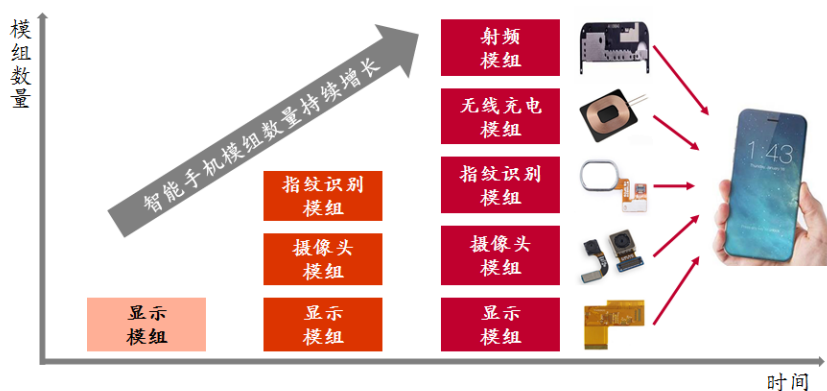 模组数量
智能手机模组数量持续增长
射频
模组
无线充电
模组
指纹识别
模组
指纹识别
模组
摄像头
模组
摄像头
模组
显示
模组
显示
模组
显示
模组
1:43
时间